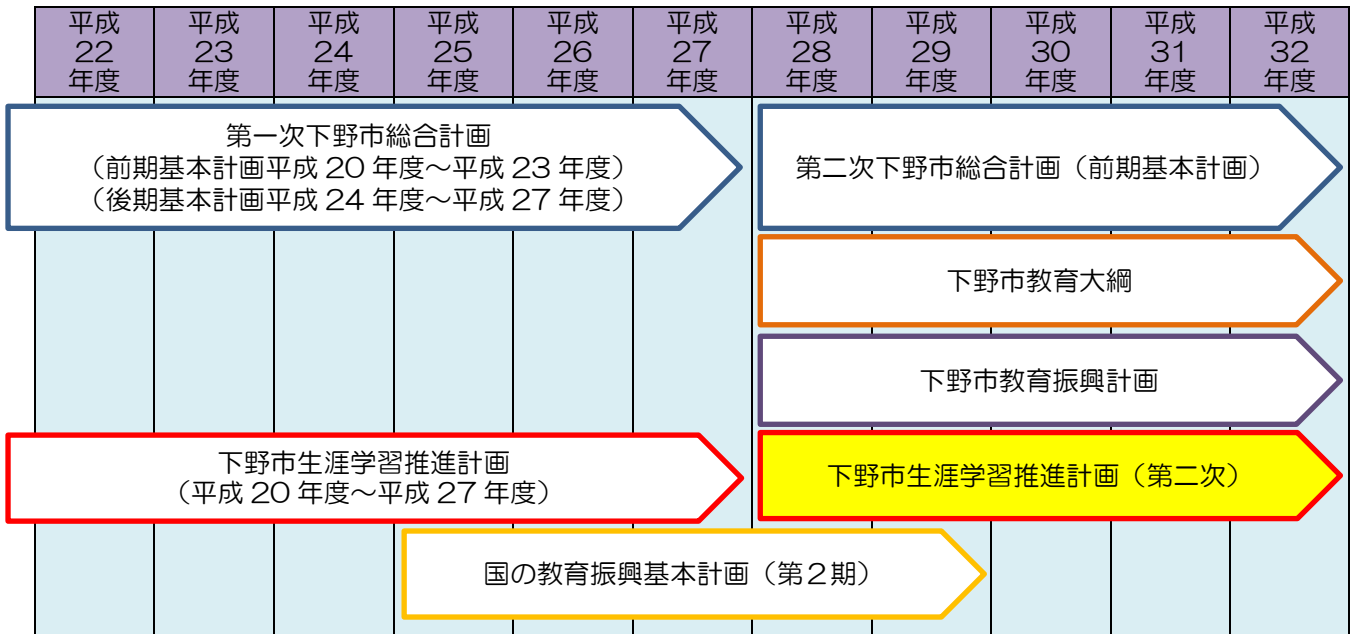 平成
22
年度
平成
23
年度
平成
24
年度
平成
25
年度
平成
26
年度
平成
27
年度
平成
28
年度
平成
29
年度
平成
30
年度
平成
31
年度
平成
32
年度
第一次下野市総合計画
（前期基本計画平成 20 年度～平成 23 年度）
（後期基本計画平成 24 年度～平成 27 年度）
第二次下野市総合計画（前期基本計画）
下野市教育大綱
下野市教育振興計画
下野市生涯学習推進計画
（平成 20 年度～平成 27 年度）
下野市生涯学習推進計画（第二次）
国の教育振興基本計画（第２期）